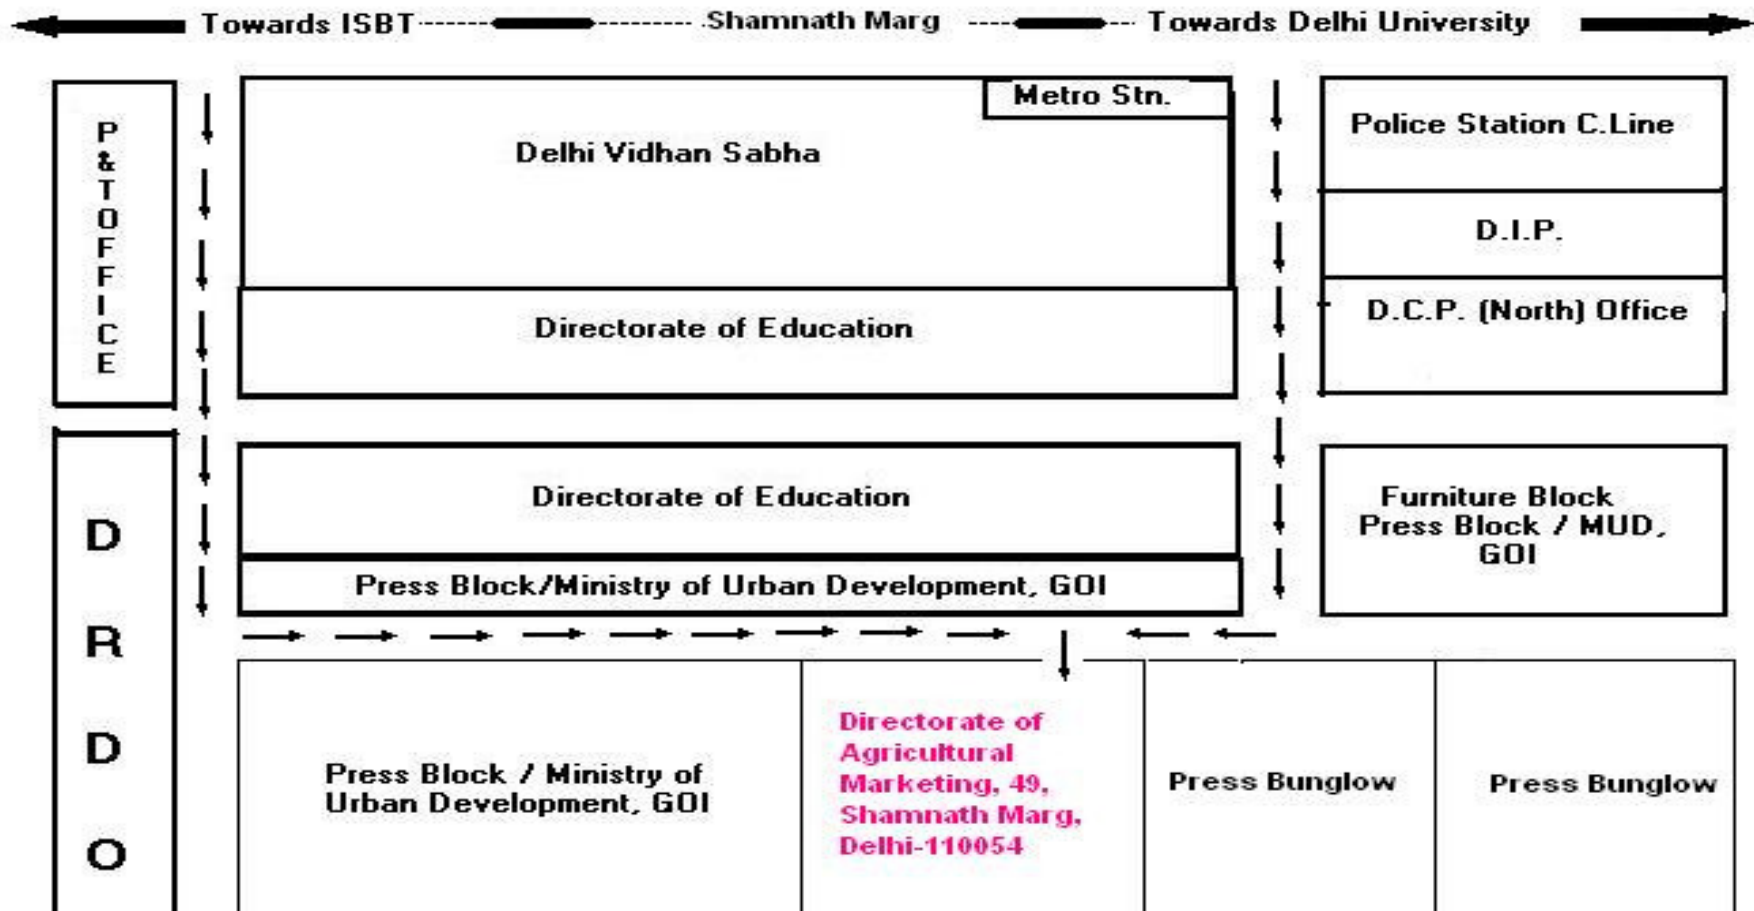 Towards ISBT Shamnath Marg Towards Delhi University
P&TOFFICE
Metro Stn.
Delhi Vidhan Sabha
Police Station C.Line
D.I.P.
Directorate of Education
D.C.P. (North) Office
DRDO
Directorate of Education
Furniture Block
Press Block / MUD,
GOI
Press Block/Ministry of Urban Development, GOI
Press Block / Ministry of
Urban Development, GOI
Directorate of
Agricultural
Marketing, 49,
Shamnath Marg,
Delhi-110054
Press Bunglow
Press Bunglow